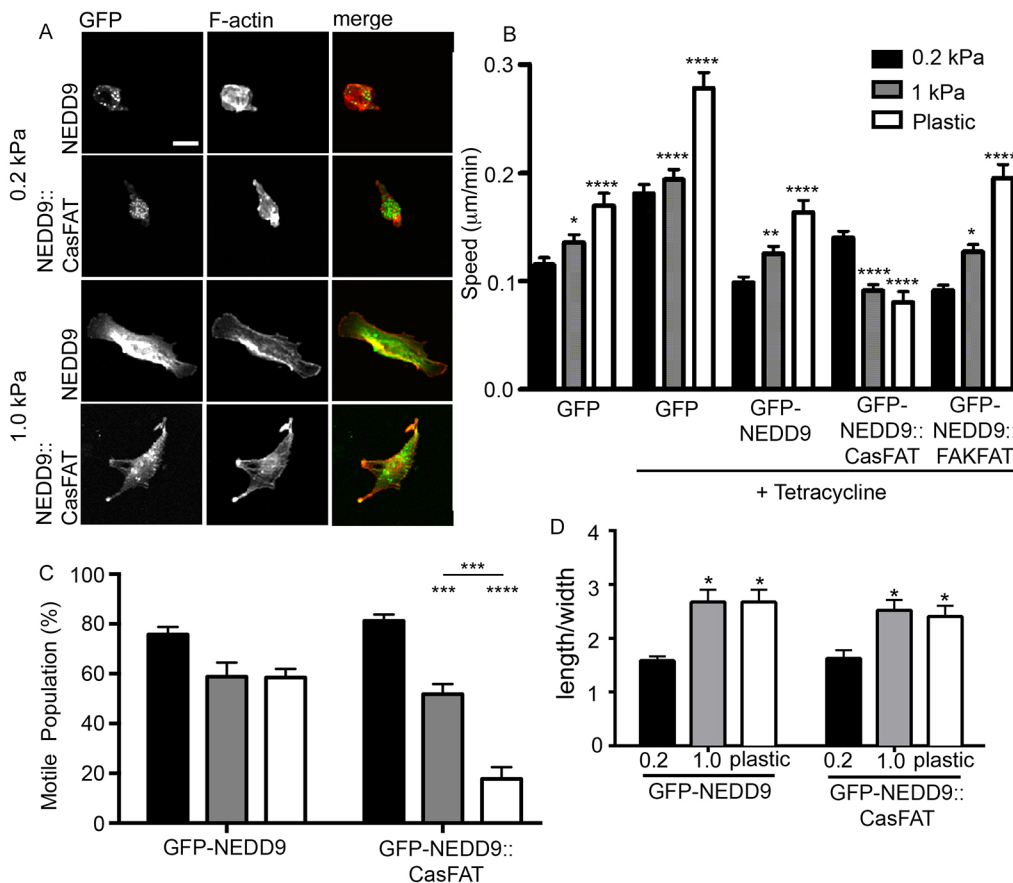 A
GFP
F-actin
merge
0.2 kPa
NEDD9
NEDD9::
CasFAT
1.0 kPa
NEDD9
NEDD9::
CasFAT
B
0.2 kPa
1 kPa
Plastic
Speed (μm/min)
0.3
0.2
0.1
0.0
* ****
**** ****
** ****
**** ****
* ****
GFP
GFP
GFP-
NEDD9
GFP-
NEDD9::
CasFAT
GFP-
NEDD9::
FAKFAT
+ Tetracycline
C
Motile Population (%)
100
80
60
40
20
0
***
*** ****
GFP-NEDD9
GFP-NEDD9::
CasFAT
D
length/width
4
3
2
1
0
* *
* *
0.2 1.0 plastic
0.2 1.0 plastic
GFP-NEDD9
GFP-NEDD9::
CasFAT